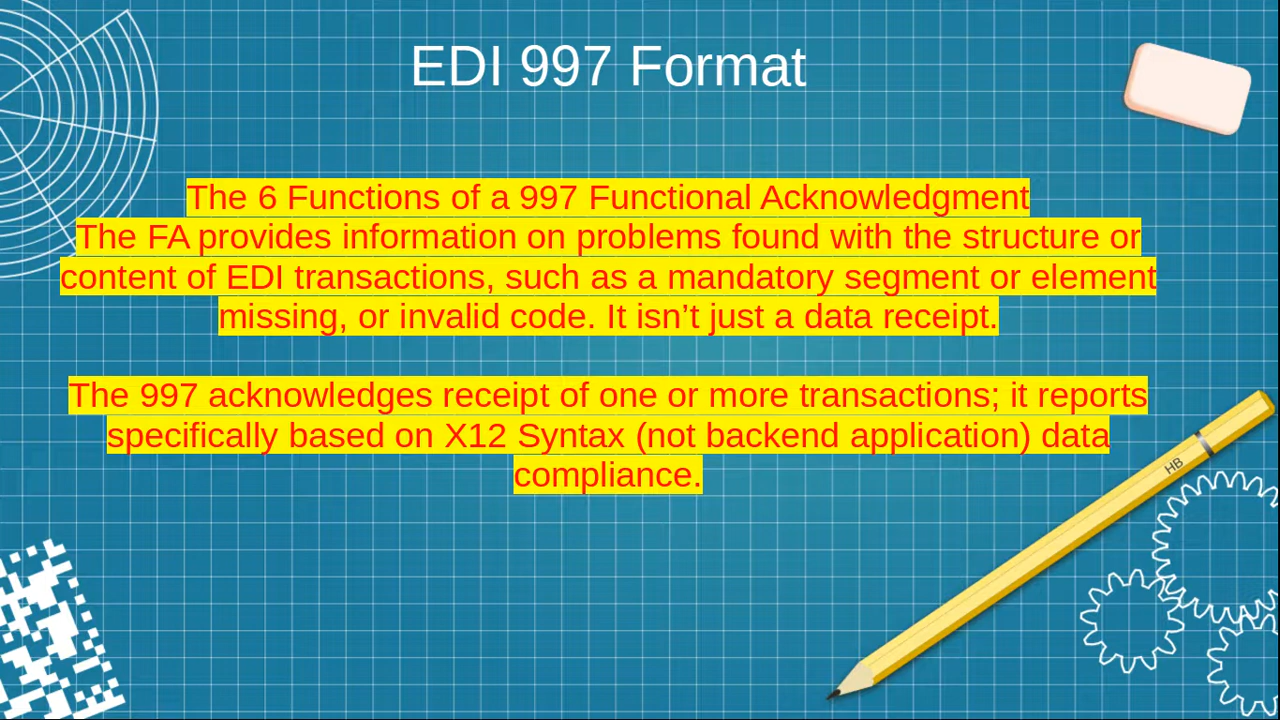 EDI 997 Format
The 6 Functions of a 997 Functional Acknowledgment
The FA provides information on problems found with the structure or
content of EDI transactions, such as a mandatory segment or element
missing, or invalid code. It isn’t just a data receipt.
The 997 acknowledges receipt of one or more transactions; it reports
specifically based on X12 Syntax (not backend application) data
compliance.
HB